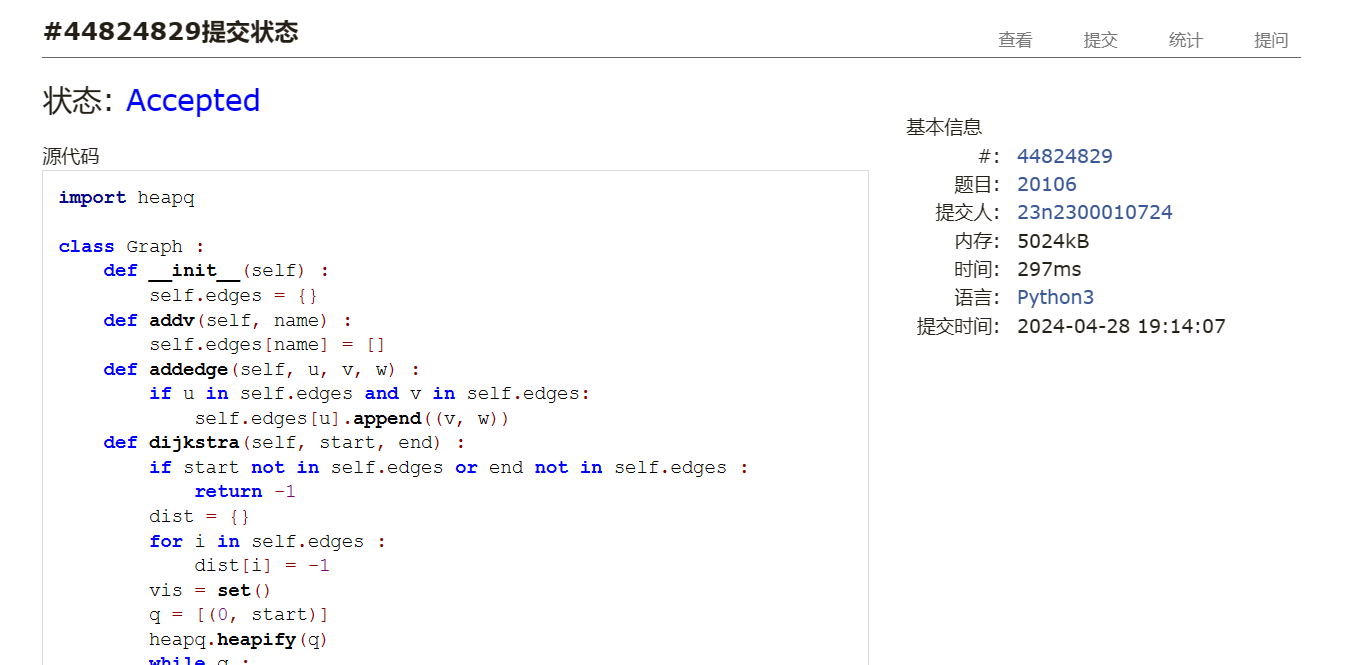 #44824829提交状态
查看 提交 统计 提问
状态: Accepted
源代码
import heapq
class Graph :
    def __init__(self) :
        self.edges = {}
    def addv(self, name) :
        self.edges[name] = []
    def addedge(self, u, v, w) :
        if u in self.edges and v in self.edges:
            self.edges[u].append((v, w))
    def dijkstra(self, start, end) :
        if start not in self.edges or end not in self.edges :
            return -1
        dist = {}
        for i in self.edges :
            dist[i] = -1
        vis = set()
        q = [(0, start)]
        heapq.heapify(q)
        while q :
基本信息
#: 44824829
题目: 20106
提交人: 23n2300010724
内存: 5024kB
时间: 297ms
语言: Python3
提交时间: 2024-04-28 19:14:07